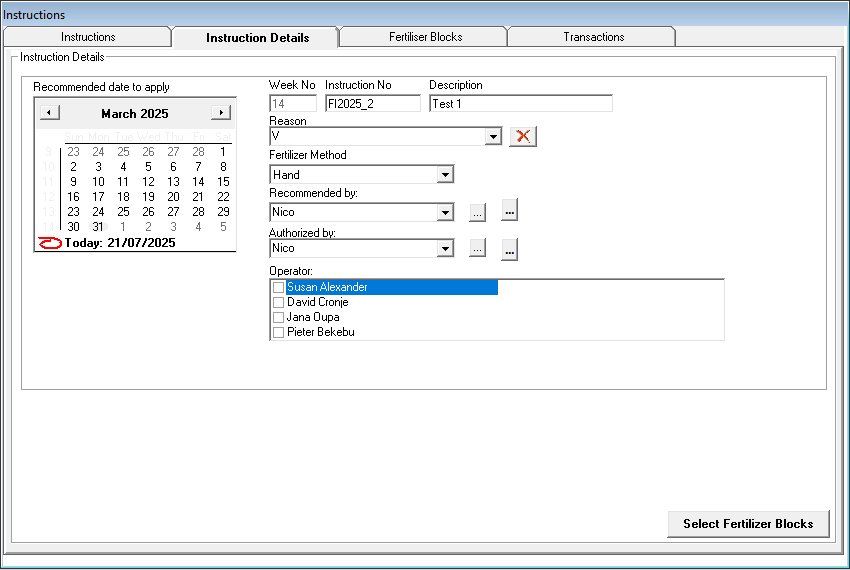 Instructions
Instructions Instruction Details Fertiliser Blocks Transactions
Instruction Details
Recommended date to apply
March 2025
Sun Mon Tue Wed Thu Fri Sat
9 23 24 25 26 27 28 1
10 2 3 4 5 6 7 8
11 9 10 11 12 13 14 15
12 16 17 18 19 20 21 22
13 23 24 25 26 27 28 29
14 30 31 1 2 3 4 5
Today: 21/07/2025
Week No Instruction No Description
14 FI2025_2 Test 1
Reason
V
Fertilizer Method
Hand
Recommended by:
Nico ... ...
Authorized by:
Nico ... ...
Operator:
Susan Alexander
David Cronje
Jana Oupa
Pieter Bekebu
Select Fertilizer Blocks